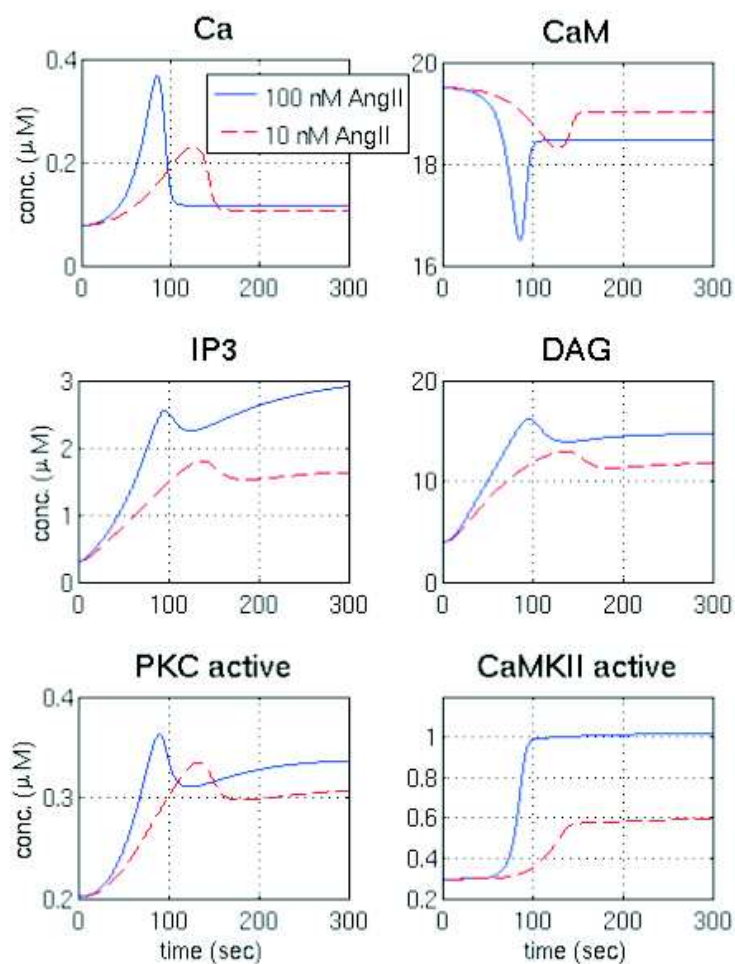 Ca CaM
0.4
0.2
0
conc. (μM)
100 nM AngII
10 nM AngII
20
18
16
0 100 200 300
0 100 200 300
IP3 DAG
3
2
1
0
conc. (μM)
20
10
0
0 100 200 300
0 100 200 300
PKC active CaMKII active
0.4
0.3
0.2
conc. (μM)
1
0.8
0.6
0.4
0.2
0 100 200 300
0 100 200 300
time (sec) time (sec)